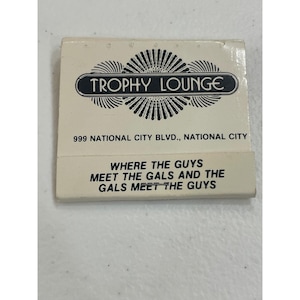 TROPHY LOUNGE
999 NATIONAL CITY BLVD., NATIONAL CITY
WHERE THE GUYS
MEET THE GALS AND THE
GALS MEET THE GUYS